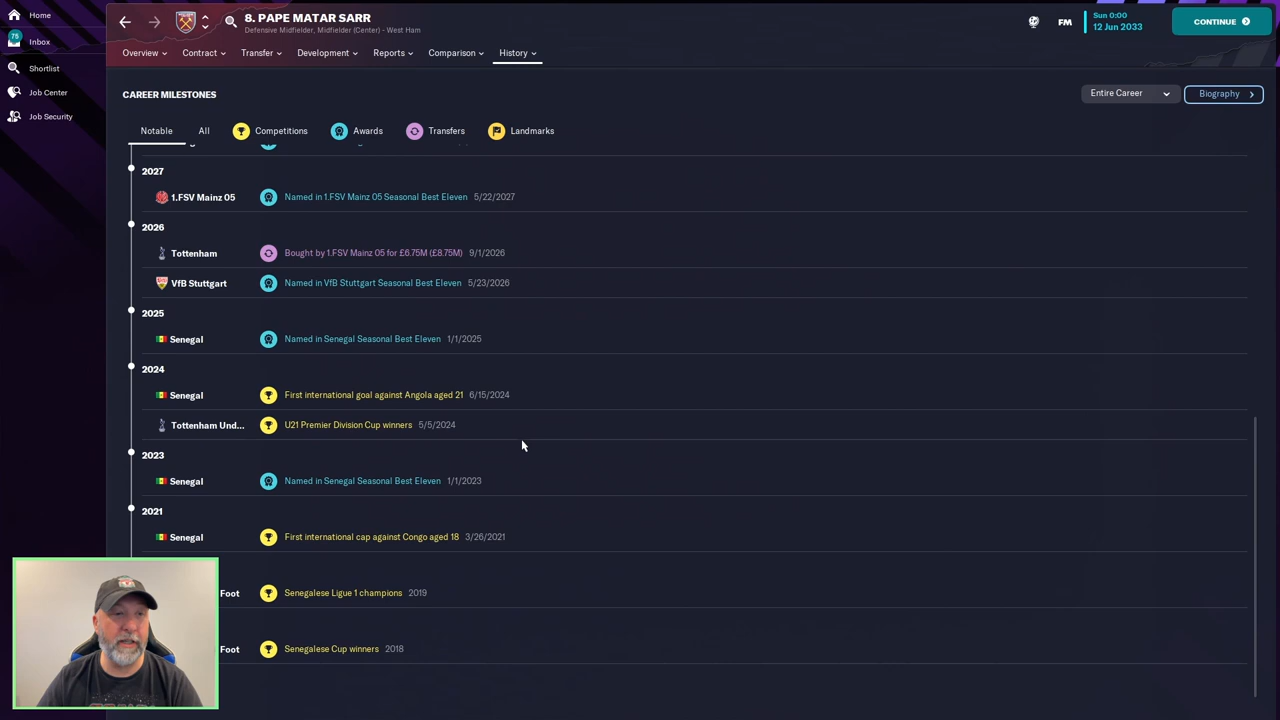 Home
75
Inbox
Shortlist
Job Center
Job Security
8. PAPE MATAR SARR
Defensive Midfielder, Midfielder (Center) - West Ham
FM
Sun 0:00
12 Jun 2033
CONTINUE
Overview
Contract
Transfer
Development
Reports
Comparison
History
CAREER MILESTONES
Entire Career
Biography
Notable
All
Competitions
Awards
Transfers
Landmarks
2027
1.FSV Mainz 05 Named in 1.FSV Mainz 05 Seasonal Best Eleven 5/22/2027
2026
Tottenham Bought by 1.FSV Mainz 05 for £6.75M (£8.75M) 9/1/2026
VfB Stuttgart Named in VfB Stuttgart Seasonal Best Eleven 5/23/2026
2025
Senegal Named in Senegal Seasonal Best Eleven 1/1/2025
2024
Senegal First international goal against Angola aged 21 6/15/2024
Tottenham Und... U21 Premier Division Cup winners 5/5/2024
2023
Senegal Named in Senegal Seasonal Best Eleven 1/1/2023
2021
Senegal First international cap against Congo aged 18 3/26/2021
Foot Senegalese Ligue 1 champions 2019
Foot Senegalese Cup winners 2018